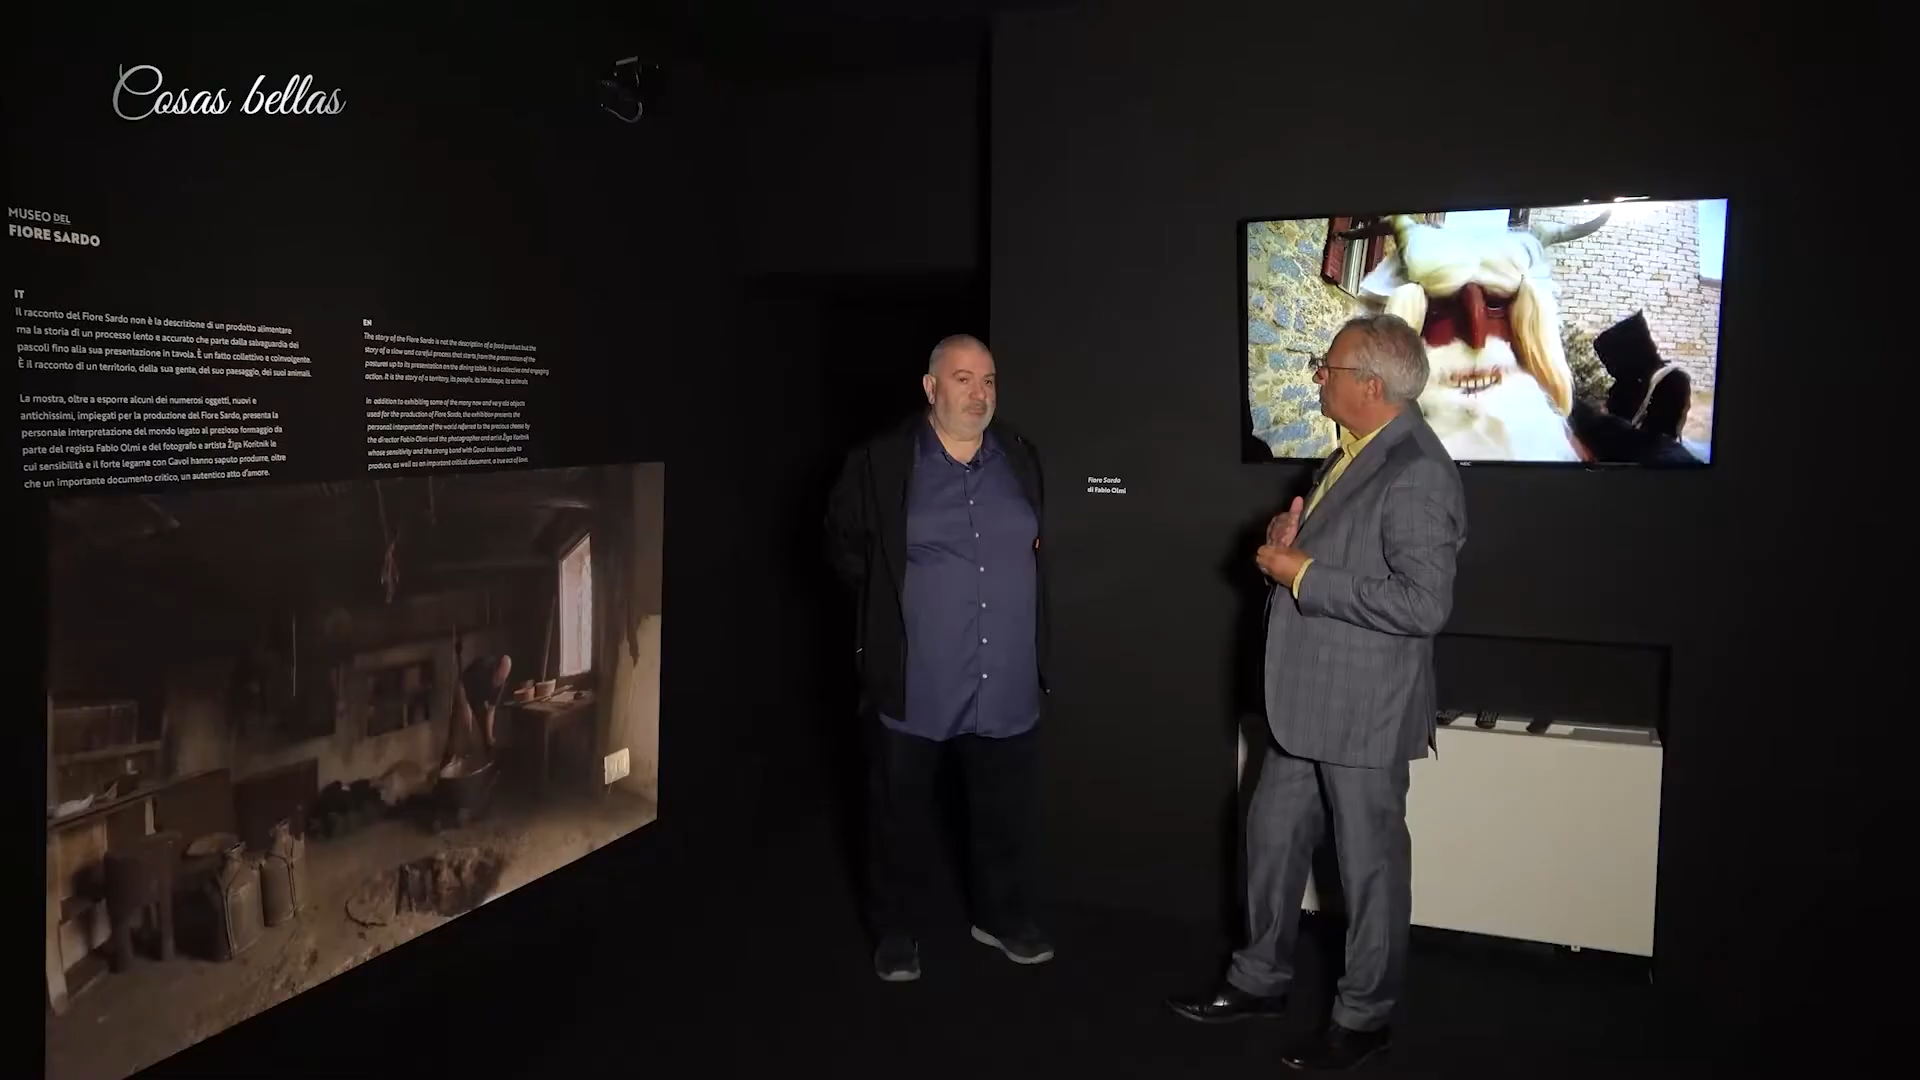 Cosas bellas
MUSEO DEL
FIORE SARDO
IT
Il racconto del Fiore Sardo non è la descrizione di un prodotto alimentare
ma la storia di un processo lento e accurato che parte dalla salvaguardia dei
pascoli fino alla sua presentazione in tavola. È un fatto collettivo e coinvolgente.
È il racconto di un territorio, della sua gente, del suo paesaggio, dei suoi animali.
La mostra, oltre a esporre alcuni dei numerosi oggetti, nuovi e
antichissimi, impiegati per la produzione del Fiore Sardo, presenta la
personale interpretazione del mondo legato al prezioso formaggio da
parte del regista Fabio Olmi e del fotografo e artista Žiga Koritnik le
cui sensibilità e il forte legame con Gavoi hanno saputo produrre, oltre
che un importante documento critico, un autentico atto d'amore.
EN
The story of the Fiore Sardo is not the description of a food product but the
story of a slow and careful process that starts from the preservation of the
pastures up to its presentation on the dining table. It is a collective and engaging
action. It is the story of a territory, its people, its landscape, its animals
In addition to exhibiting some of the many new and very old objects
used for the production of Fiore Sardo, the exhibition presents the
personal interpretation of the world referred to the precious cheese by
the director Fabio Olmi and the photographer and artist Žiga Koritnik
whose sensitivity and the strong bond with Gavoi has been able to
produce, as well as an important critical document, a true act of love.
Fiore Sardo
di Fabio Olmi
NEC